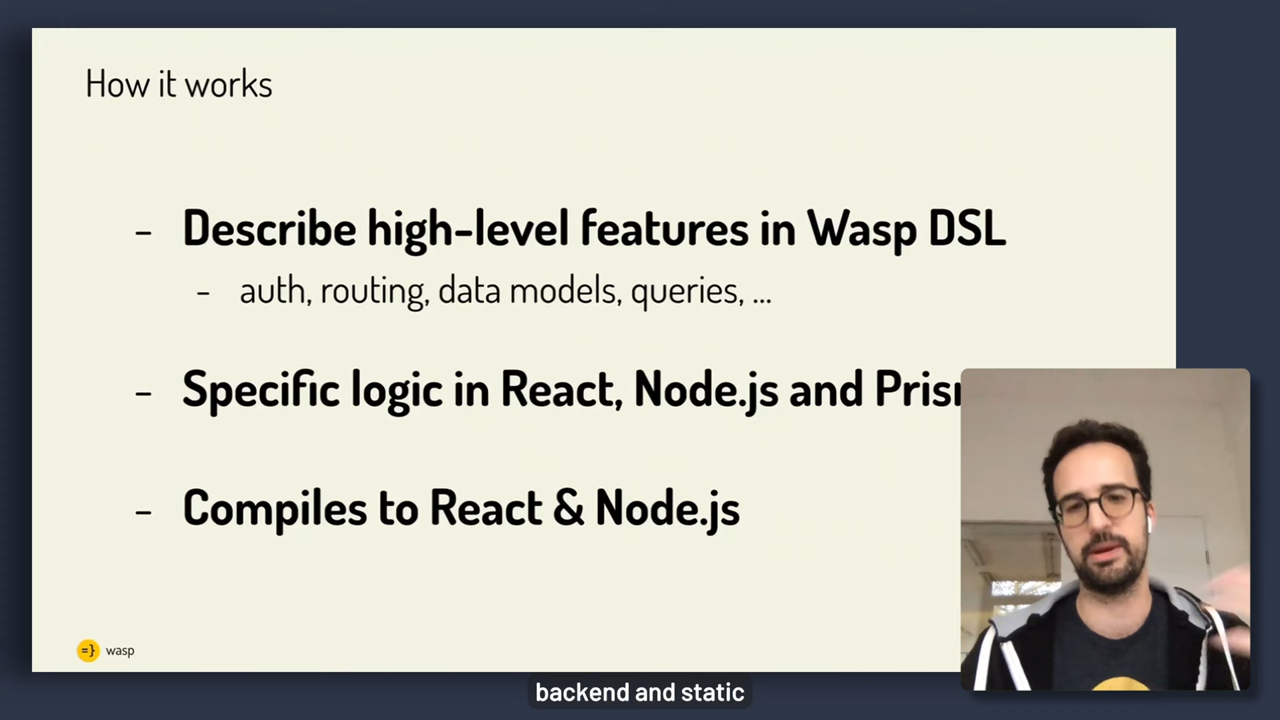 How it works
- Describe high-level features in Wasp DSL
- auth, routing, data models, queries, ...
- Specific logic in React, Node.js and
- Compiles to React & Node.js
=} wasp
backend and static